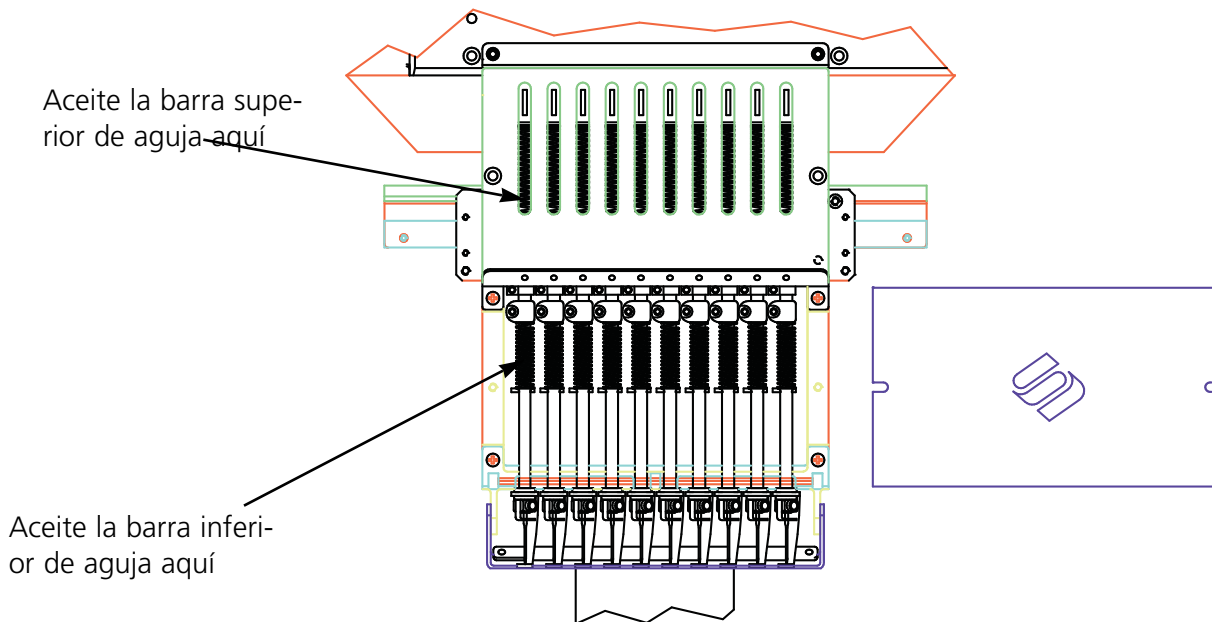 Aceite la barra supe-
rior de aguja aquí
Aceite la barra inferi-
or de aguja aquí